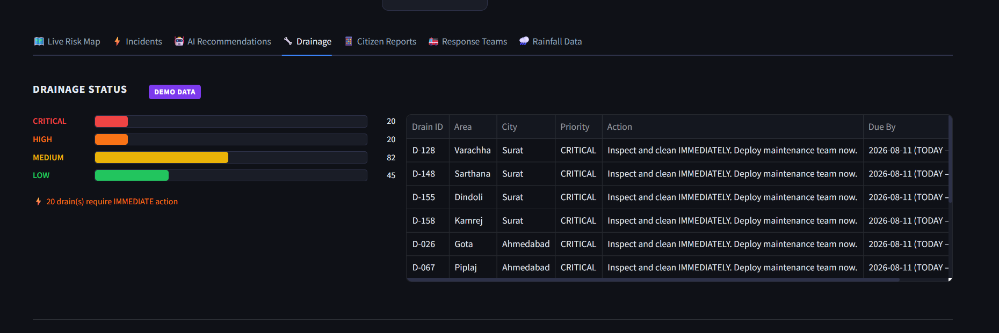 Live Risk Map Incidents AI Recommendations Drainage Citizen Reports Response Teams Rainfall Data
DRAINAGE STATUS DEMO DATA
CRITICAL 20
HIGH 20
MEDIUM 82
LOW 45
20 drain(s) require IMMEDIATE action
Drain ID Area City Priority Action Due By
D-128 Varachha Surat CRITICAL Inspect and clean IMMEDIATELY. Deploy maintenance team now. 2026-08-11 (TODAY –
D-148 Sarthana Surat CRITICAL Inspect and clean IMMEDIATELY. Deploy maintenance team now. 2026-08-11 (TODAY –
D-155 Dindoli Surat CRITICAL Inspect and clean IMMEDIATELY. Deploy maintenance team now. 2026-08-11 (TODAY –
D-158 Kamrej Surat CRITICAL Inspect and clean IMMEDIATELY. Deploy maintenance team now. 2026-08-11 (TODAY –
D-026 Gota Ahmedabad CRITICAL Inspect and clean IMMEDIATELY. Deploy maintenance team now. 2026-08-11 (TODAY –
D-067 Piplaj Ahmedabad CRITICAL Inspect and clean IMMEDIATELY. Deploy maintenance team now. 2026-08-11 (TODAY –